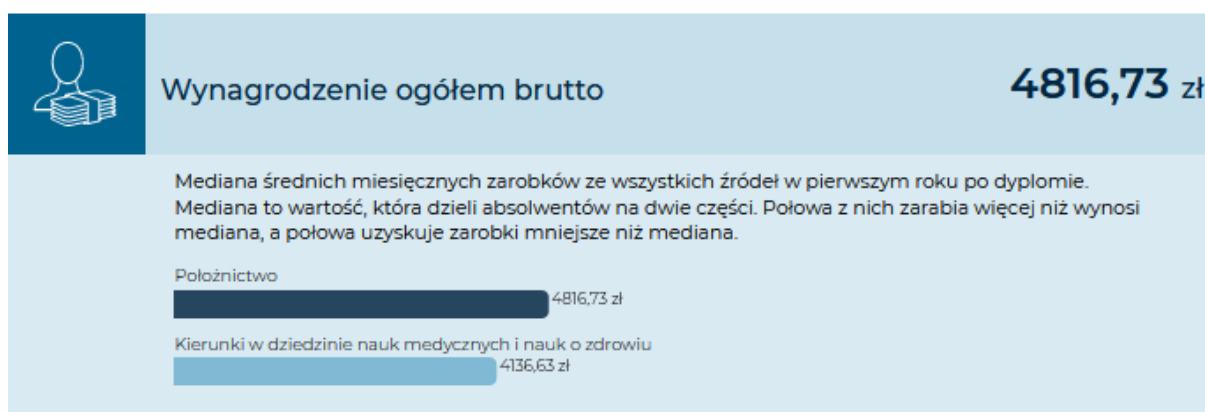 Wynagrodzenie ogółem brutto
4816,73 zł
Mediana średnich miesięcznych zarobków ze wszystkich źródeł w pierwszym roku po dyplomie.
Mediana to wartość, która dzieli absolwentów na dwie części. Połowa z nich zarabia więcej niż wynosi
mediana, a połowa uzyskuje zarobki mniejsze niż mediana.
Położnictwo
4816,73 zł
Kierunki w dziedzinie nauk medycznych i nauk o zdrowiu
4136,63 zł